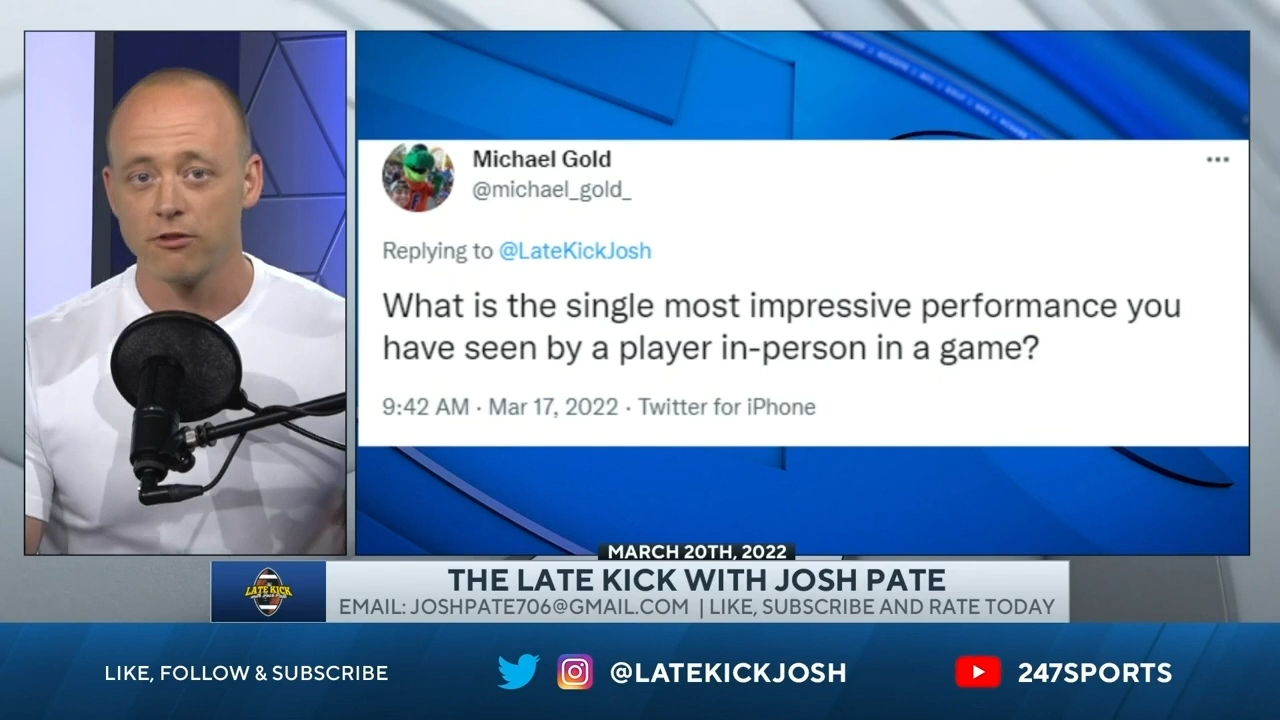 Michael Gold
@michael_gold_
Replying to @LateKickJosh
What is the single most impressive performance you
have seen by a player in-person in a game?
9:42 AM · Mar 17, 2022 · Twitter for iPhone
MARCH 20TH, 2022
THE LATE KICK WITH JOSH PATE
LATE KICK
EMAIL: JOSHPATE706@GMAIL.COM | LIKE, SUBSCRIBE AND RATE TODAY
LIKE, FOLLOW & SUBSCRIBE
@LATEKICKJOSH
247SPORTS